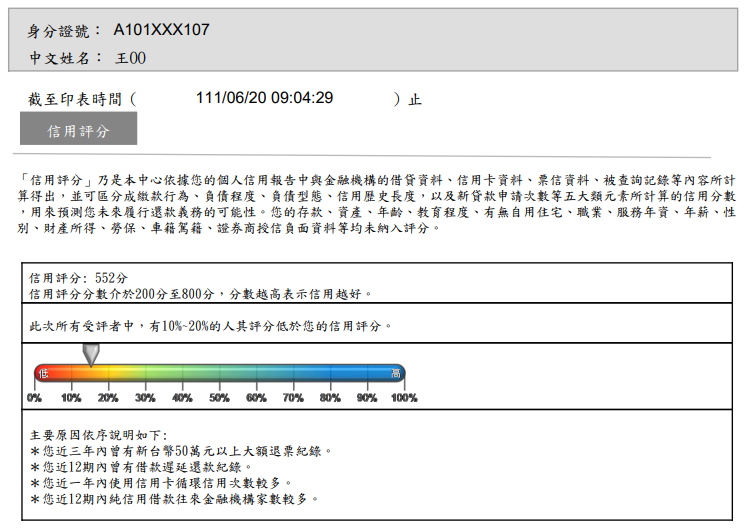 身分證號： A101XXX107
中文姓名： 王OO
截至印表時間（ 111/06/20 09:04:29 ）止
信用評分
「信用評分」乃是本中心依據您的個人信用報告中與金融機構的借貸資料、信用卡資料、票信資料、被查詢記錄等內容所計
算得出，並可區分成繳款行為、負債程度、負債型態、信用歷史長度，以及新貸款申請次數等五大類元素所計算的信用分數
，用來預測您未來履行還款義務的可能性。您的存款、資產、年齡、教育程度、有無自用住宅、職業、服務年資、年薪、性
別、財產所得、勞保、車籍駕籍、證券商授信負面資料等均未納入評分。
信用評分: 552分
信用評分分數介於200分至800分，分數越高表示信用越好。
此次所有受評者中，有10%~20%的人其評分低於您的信用評分。
低 高
0% 10% 20% 30% 40% 50% 60% 70% 80% 90% 100%
主要原因依序說明如下:
＊您近三年內曾有新台幣50萬元以上大額退票紀錄。
＊您近12期內曾有借款遲延還款紀錄。
＊您近一年內使用信用卡循環信用次數較多。
＊您近12期內純信用借款往來金融機構家數較多。